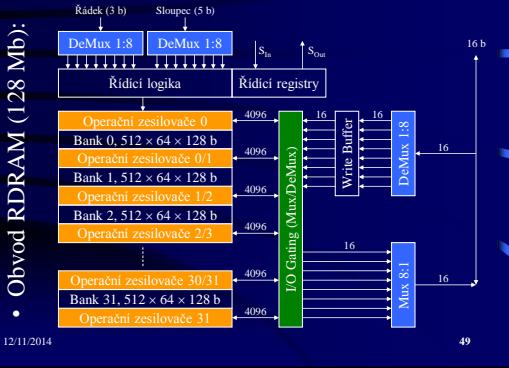 • Obvod RDRAM (128 Mb):
Řádek (3 b)
Sloupec (5 b)
DeMux 1:8
DeMux 1:8
S_In
S_Out
16 b
Řídící logika
Řídící registry
Operační zesilovače 0
4096
Bank 0, 512 × 64 × 128 b
Operační zesilovače 0/1
4096
Bank 1, 512 × 64 × 128 b
Operační zesilovače 1/2
4096
Bank 2, 512 × 64 × 128 b
Operační zesilovače 2/3
4096
Operační zesilovače 30/31
4096
Bank 31, 512 × 64 × 128 b
Operační zesilovače 31
4096
I/O Gating (Mux/DeMux)
16
Write Buffer
16
DeMux 1:8
16
16
Mux 8:1
16
12/11/2014
49